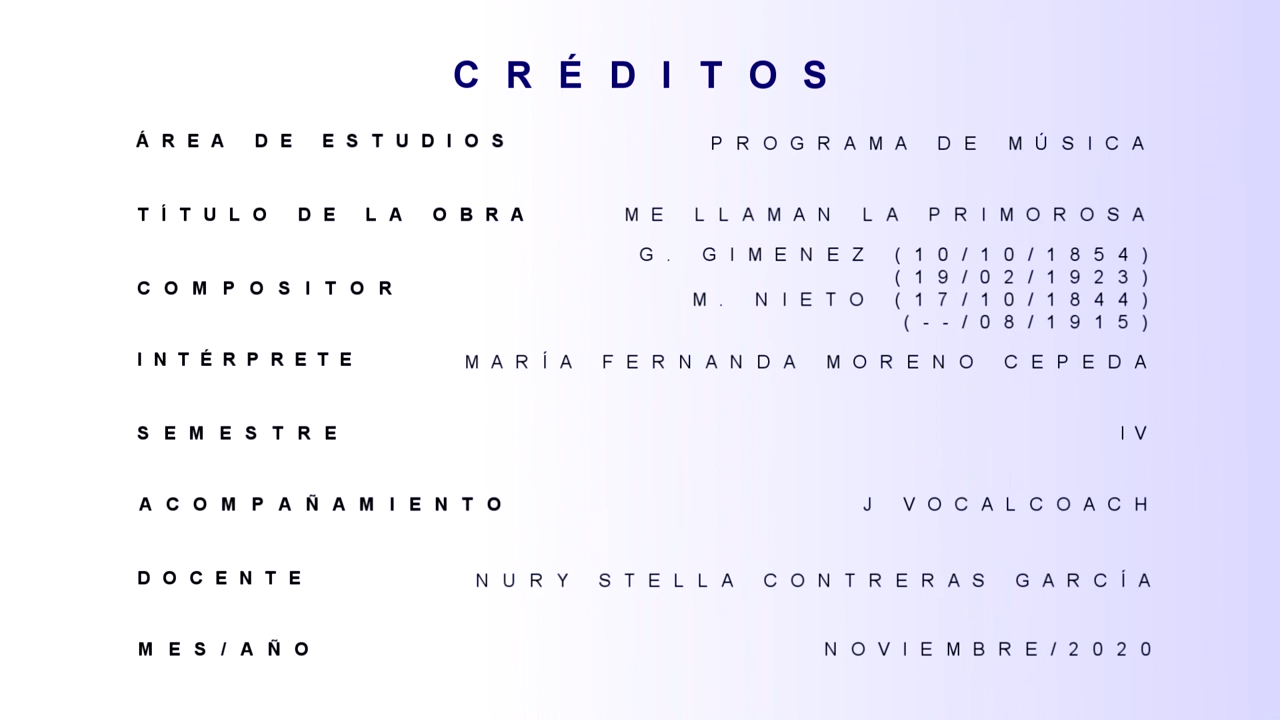 CRÉDITOS
ÁREA DE ESTUDIOS PROGRAMA DE MÚSICA
TÍTULO DE LA OBRA ME LLAMAN LA PRIMOROSA
COMPOSITOR
G. GIMENEZ (10/10/1854)
(19/02/1923)
M. NIETO (17/10/1844)
(--/08/1915)
INTÉRPRETE MARÍA FERNANDA MORENO CEPEDA
SEMESTRE IV
ACOMPAÑAMIENTO J VOCALCOACH
DOCENTE NURY STELLA CONTRERAS GARCÍA
MES/AÑO NOVIEMBRE/2020